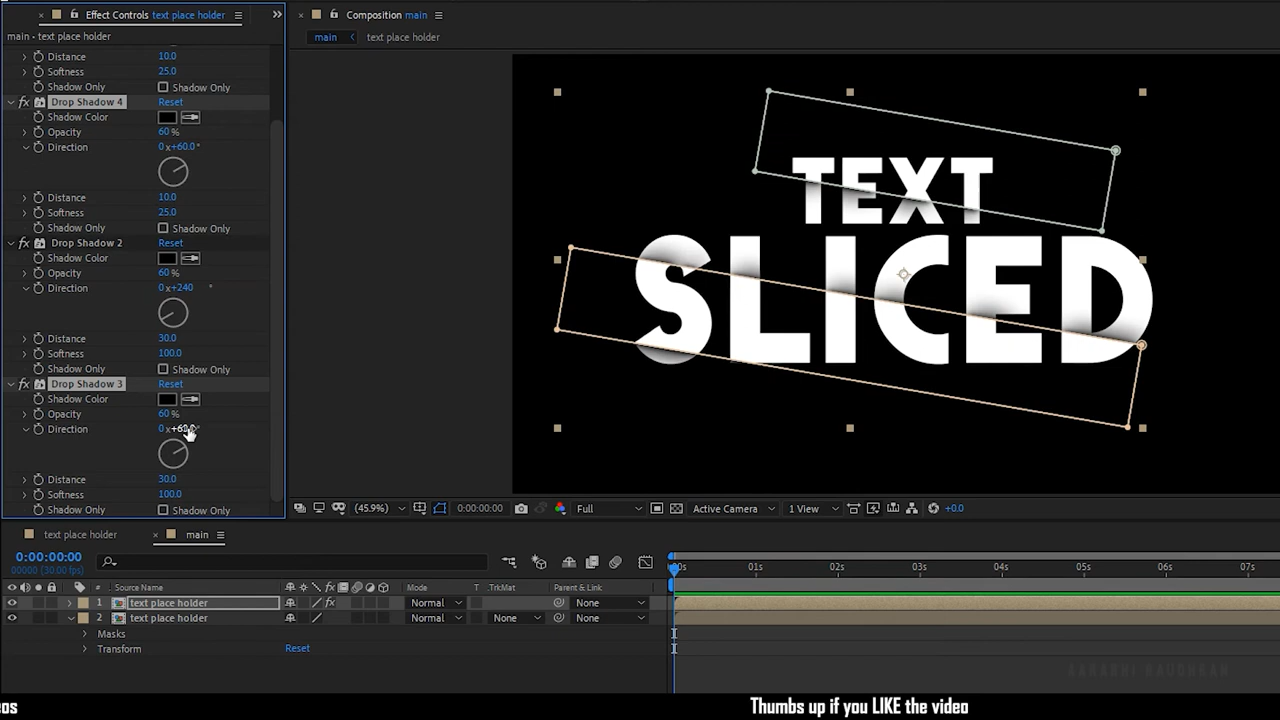 Effect Controls text place holder
main - text place holder
Distance 10.0
Softness 25.0
Shadow Only Shadow Only
fx Drop Shadow 4 Reset
Shadow Color
Opacity 60 %
Direction 0 x+60.0 °
Distance 10.0
Softness 25.0
Shadow Only Shadow Only
fx Drop Shadow 2 Reset
Shadow Color
Opacity 60 %
Direction 0 x+240 °
Distance 30.0
Softness 100.0
Shadow Only Shadow Only
fx Drop Shadow 3 Reset
Shadow Color
Opacity 60 %
Direction 0
Distance 30.0
Softness 100.0
Shadow Only Shadow Only
Composition main
main text place holder
TEXT
SLICED
(45.9%) 0:00:00:00 Full Active Camera 1 View +0.0
text place holder main
0:00:00:00
00000 (30.00 fps)
# Source Name fx Mode T .TrkMat Parent & Link
1 text place holder fx Normal None
2 text place holder Normal None None
Masks
Transform Reset
01s 02s 03s 04s 05s 06s 07s
Thumbs up if you LIKE the video